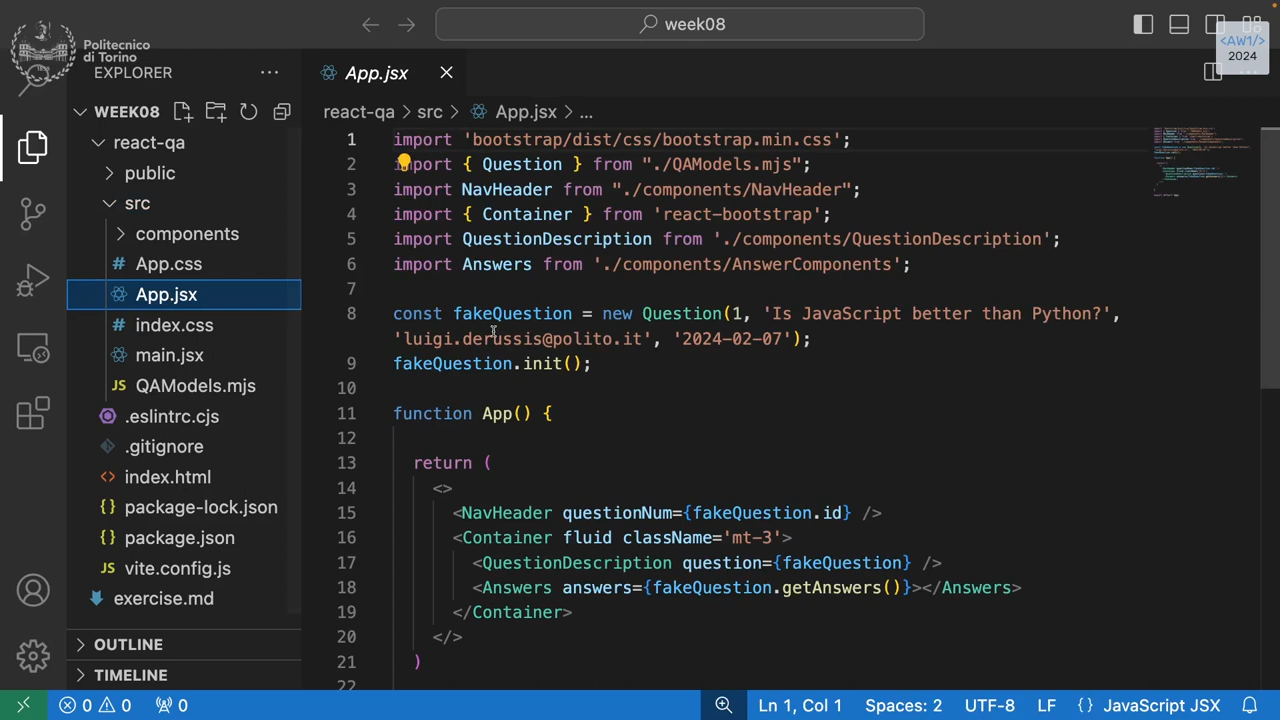 week08
Politecnico
di Torino
<AW1/>
2024
EXPLORER
WEEK08
react-qa
public
src
components
# App.css
App.jsx
# index.css
main.jsx
JS QAModels.mjs
.eslintrc.cjs
.gitignore
<> index.html
{} package-lock.json
{} package.json
vite.config.js
exercise.md
OUTLINE
TIMELINE
App.jsx
react-qa > src > App.jsx > ...
1 import 'bootstrap/dist/css/bootstrap.min.css';
2 import { Question } from "./QAModels.mjs";
3 import NavHeader from "./components/NavHeader";
4 import { Container } from 'react-bootstrap';
5 import QuestionDescription from './components/QuestionDescription';
6 import Answers from './components/AnswerComponents';
7
8 const fakeQuestion = new Question(1, 'Is JavaScript better than Python?',
'luigi.derussis@polito.it', '2024-02-07');
9 fakeQuestion.init();
10
11 function App() {
12
13 return (
14 <>
15 <NavHeader questionNum={fakeQuestion.id} />
16 <Container fluid className='mt-3'>
17 <QuestionDescription question={fakeQuestion} />
18 <Answers answers={fakeQuestion.getAnswers()}></Answers>
19 </Container>
20 </>
21 )
22
0 0 0 Ln 1, Col 1 Spaces: 2 UTF-8 LF {} JavaScript JSX